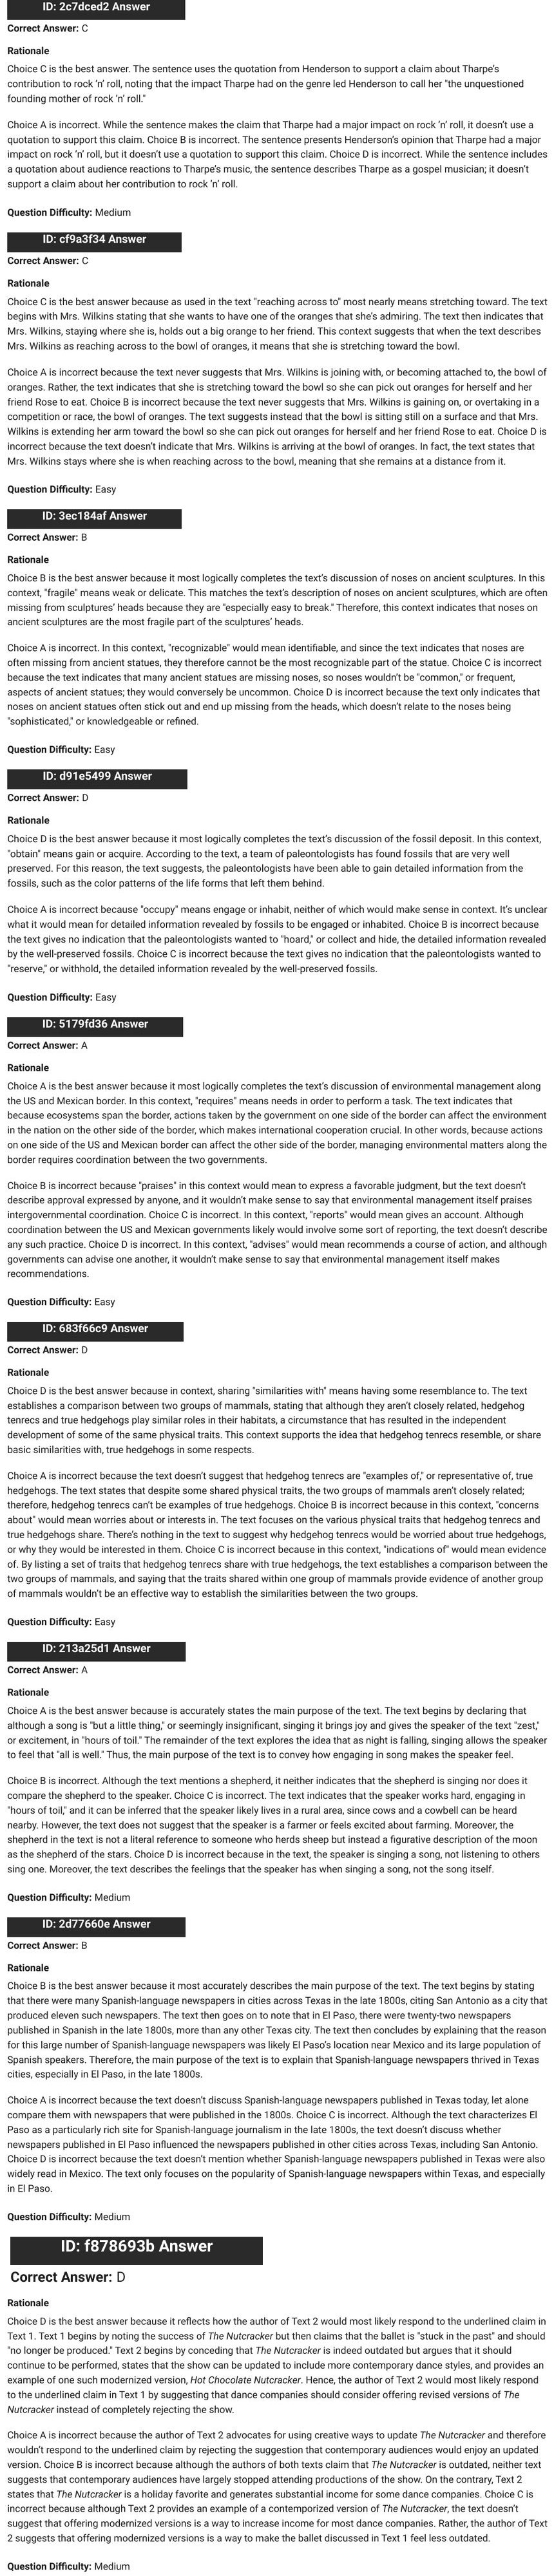 ID: 2c7dced2 Answer
Correct Answer: C
Rationale
Choice C is the best answer. The sentence uses the quotation from Henderson to support a claim about Tharpe’s
contribution to rock ’n’ roll, noting that the impact Tharpe had on the genre led Henderson to call her "the unquestioned
founding mother of rock ’n’ roll."
Choice A is incorrect. While the sentence makes the claim that Tharpe had a major impact on rock ’n’ roll, it doesn’t use a
quotation to support this claim. Choice B is incorrect. The sentence presents Henderson’s opinion that Tharpe had a major
impact on rock ’n’ roll, but it doesn’t use a quotation to support this claim. Choice D is incorrect. While the sentence includes
a quotation about audience reactions to Tharpe’s music, the sentence describes Tharpe as a gospel musician; it doesn’t
support a claim about her contribution to rock ’n’ roll.
Question Difficulty: Medium
ID: cf9a3f34 Answer
Correct Answer: C
Rationale
Choice C is the best answer because as used in the text "reaching across to" most nearly means stretching toward. The text
begins with Mrs. Wilkins stating that she wants to have one of the oranges that she’s admiring. The text then indicates that
Mrs. Wilkins, staying where she is, holds out a big orange to her friend. This context suggests that when the text describes
Mrs. Wilkins as reaching across to the bowl of oranges, it means that she is stretching toward the bowl.
Choice A is incorrect because the text never suggests that Mrs. Wilkins is joining with, or becoming attached to, the bowl of
oranges. Rather, the text indicates that she is stretching toward the bowl so she can pick out oranges for herself and her
friend Rose to eat. Choice B is incorrect because the text never suggests that Mrs. Wilkins is gaining on, or overtaking in a
competition or race, the bowl of oranges. The text suggests instead that the bowl is sitting still on a surface and that Mrs.
Wilkins is extending her arm toward the bowl so she can pick out oranges for herself and her friend Rose to eat. Choice D is
incorrect because the text doesn’t indicate that Mrs. Wilkins is arriving at the bowl of oranges. In fact, the text states that
Mrs. Wilkins stays where she is when reaching across to the bowl, meaning that she remains at a distance from it.
Question Difficulty: Easy
ID: 3ec184af Answer
Correct Answer: B
Rationale
Choice B is the best answer because it most logically completes the text’s discussion of noses on ancient sculptures. In this
context, "fragile" means weak or delicate. This matches the text’s description of noses on ancient sculptures, which are often
missing from sculptures’ heads because they are "especially easy to break." Therefore, this context indicates that noses on
ancient sculptures are the most fragile part of the sculptures’ heads.
Choice A is incorrect. In this context, "recognizable" would mean identifiable, and since the text indicates that noses are
often missing from ancient statues, they therefore cannot be the most recognizable part of the statue. Choice C is incorrect
because the text indicates that many ancient statues are missing noses, so noses wouldn’t be "common," or frequent,
aspects of ancient statues; they would conversely be uncommon. Choice D is incorrect because the text only indicates that
noses on ancient statues often stick out and end up missing from the heads, which doesn’t relate to the noses being
"sophisticated," or knowledgeable or refined.
Question Difficulty: Easy
ID: d91e5499 Answer
Correct Answer: D
Rationale
Choice D is the best answer because it most logically completes the text’s discussion of the fossil deposit. In this context,
"obtain" means gain or acquire. According to the text, a team of paleontologists has found fossils that are very well
preserved. For this reason, the text suggests, the paleontologists have been able to gain detailed information from the
fossils, such as the color patterns of the life forms that left them behind.
Choice A is incorrect because "occupy" means engage or inhabit, neither of which would make sense in context. It’s unclear
what it would mean for detailed information revealed by fossils to be engaged or inhabited. Choice B is incorrect because
the text gives no indication that the paleontologists wanted to "hoard," or collect and hide, the detailed information revealed
by the well-preserved fossils. Choice C is incorrect because the text gives no indication that the paleontologists wanted to
"reserve," or withhold, the detailed information revealed by the well-preserved fossils.
Question Difficulty: Easy
ID: 5179fd36 Answer
Correct Answer: A
Rationale
Choice A is the best answer because it most logically completes the text’s discussion of environmental management along
the US and Mexican border. In this context, "requires" means needs in order to perform a task. The text indicates that
because ecosystems span the border, actions taken by the government on one side of the border can affect the environment
in the nation on the other side of the border, which makes international cooperation crucial. In other words, because actions
on one side of the US and Mexican border can affect the other side of the border, managing environmental matters along the
border requires coordination between the two governments.
Choice B is incorrect because "praises" in this context would mean to express a favorable judgment, but the text doesn’t
describe approval expressed by anyone, and it wouldn’t make sense to say that environmental management itself praises
intergovernmental coordination. Choice C is incorrect. In this context, "reports" would mean gives an account. Although
coordination between the US and Mexican governments likely would involve some sort of reporting, the text doesn’t describe
any such practice. Choice D is incorrect. In this context, "advises" would mean recommends a course of action, and although
governments can advise one another, it wouldn’t make sense to say that environmental management itself makes
recommendations.
Question Difficulty: Easy
ID: 683f66c9 Answer
Correct Answer: D
Rationale
Choice D is the best answer because in context, sharing "similarities with" means having some resemblance to. The text
establishes a comparison between two groups of mammals, stating that although they aren’t closely related, hedgehog
tenrecs and true hedgehogs play similar roles in their habitats, a circumstance that has resulted in the independent
development of some of the same physical traits. This context supports the idea that hedgehog tenrecs resemble, or share
basic similarities with, true hedgehogs in some respects.
Choice A is incorrect because the text doesn’t suggest that hedgehog tenrecs are "examples of," or representative of, true
hedgehogs. The text states that despite some shared physical traits, the two groups of mammals aren’t closely related;
therefore, hedgehog tenrecs can’t be examples of true hedgehogs. Choice B is incorrect because in this context, "concerns
about" would mean worries about or interests in. The text focuses on the various physical traits that hedgehog tenrecs and
true hedgehogs share. There’s nothing in the text to suggest why hedgehog tenrecs would be worried about true hedgehogs,
or why they would be interested in them. Choice C is incorrect because in this context, "indications of" would mean evidence
of. By listing a set of traits that hedgehog tenrecs share with true hedgehogs, the text establishes a comparison between the
two groups of mammals, and saying that the traits shared within one group of mammals provide evidence of another group
of mammals wouldn’t be an effective way to establish the similarities between the two groups.
Question Difficulty: Easy
ID: 213a25d1 Answer
Correct Answer: A
Rationale
Choice A is the best answer because is accurately states the main purpose of the text. The text begins by declaring that
although a song is "but a little thing," or seemingly insignificant, singing it brings joy and gives the speaker of the text "zest,"
or excitement, in "hours of toil." The remainder of the text explores the idea that as night is falling, singing allows the speaker
to feel that "all is well." Thus, the main purpose of the text is to convey how engaging in song makes the speaker feel.
Choice B is incorrect. Although the text mentions a shepherd, it neither indicates that the shepherd is singing nor does it
compare the shepherd to the speaker. Choice C is incorrect. The text indicates that the speaker works hard, engaging in
"hours of toil," and it can be inferred that the speaker likely lives in a rural area, since cows and a cowbell can be heard
nearby. However, the text does not suggest that the speaker is a farmer or feels excited about farming. Moreover, the
shepherd in the text is not a literal reference to someone who herds sheep but instead a figurative description of the moon
as the shepherd of the stars. Choice D is incorrect because in the text, the speaker is singing a song, not listening to others
sing one. Moreover, the text describes the feelings that the speaker has when singing a song, not the song itself.
Question Difficulty: Medium
ID: 2d77660e Answer
Correct Answer: B
Rationale
Choice B is the best answer because it most accurately describes the main purpose of the text. The text begins by stating
that there were many Spanish-language newspapers in cities across Texas in the late 1800s, citing San Antonio as a city that
produced eleven such newspapers. The text then goes on to note that in El Paso, there were twenty-two newspapers
published in Spanish in the late 1800s, more than any other Texas city. The text then concludes by explaining that the reason
for this large number of Spanish-language newspapers was likely El Paso’s location near Mexico and its large population of
Spanish speakers. Therefore, the main purpose of the text is to explain that Spanish-language newspapers thrived in Texas
cities, especially in El Paso, in the late 1800s.
Choice A is incorrect because the text doesn’t discuss Spanish-language newspapers published in Texas today, let alone
compare them with newspapers that were published in the 1800s. Choice C is incorrect. Although the text characterizes El
Paso as a particularly rich site for Spanish-language journalism in the late 1800s, the text doesn’t discuss whether
newspapers published in El Paso influenced the newspapers published in other cities across Texas, including San Antonio.
Choice D is incorrect because the text doesn’t mention whether Spanish-language newspapers published in Texas were also
widely read in Mexico. The text only focuses on the popularity of Spanish-language newspapers within Texas, and especially
in El Paso.
Question Difficulty: Medium
ID: f878693b Answer
Correct Answer: D
Rationale
Choice D is the best answer because it reflects how the author of Text 2 would most likely respond to the underlined claim in
Text 1. Text 1 begins by noting the success of The Nutcracker but then claims that the ballet is "stuck in the past" and should
"no longer be produced." Text 2 begins by conceding that The Nutcracker is indeed outdated but argues that it should
continue to be performed, states that the show can be updated to include more contemporary dance styles, and provides an
example of one such modernized version, Hot Chocolate Nutcracker. Hence, the author of Text 2 would most likely respond
to the underlined claim in Text 1 by suggesting that dance companies should consider offering revised versions of The
Nutcracker instead of completely rejecting the show.
Choice A is incorrect because the author of Text 2 advocates for using creative ways to update The Nutcracker and therefore
wouldn’t respond to the underlined claim by rejecting the suggestion that contemporary audiences would enjoy an updated
version. Choice B is incorrect because although the authors of both texts claim that The Nutcracker is outdated, neither text
suggests that contemporary audiences have largely stopped attending productions of the show. On the contrary, Text 2
states that The Nutcracker is a holiday favorite and generates substantial income for some dance companies. Choice C is
incorrect because although Text 2 provides an example of a contemporized version of The Nutcracker, the text doesn’t
suggest that offering modernized versions is a way to increase income for most dance companies. Rather, the author of Text
2 suggests that offering modernized versions is a way to make the ballet discussed in Text 1 feel less outdated.
Question Difficulty: Medium